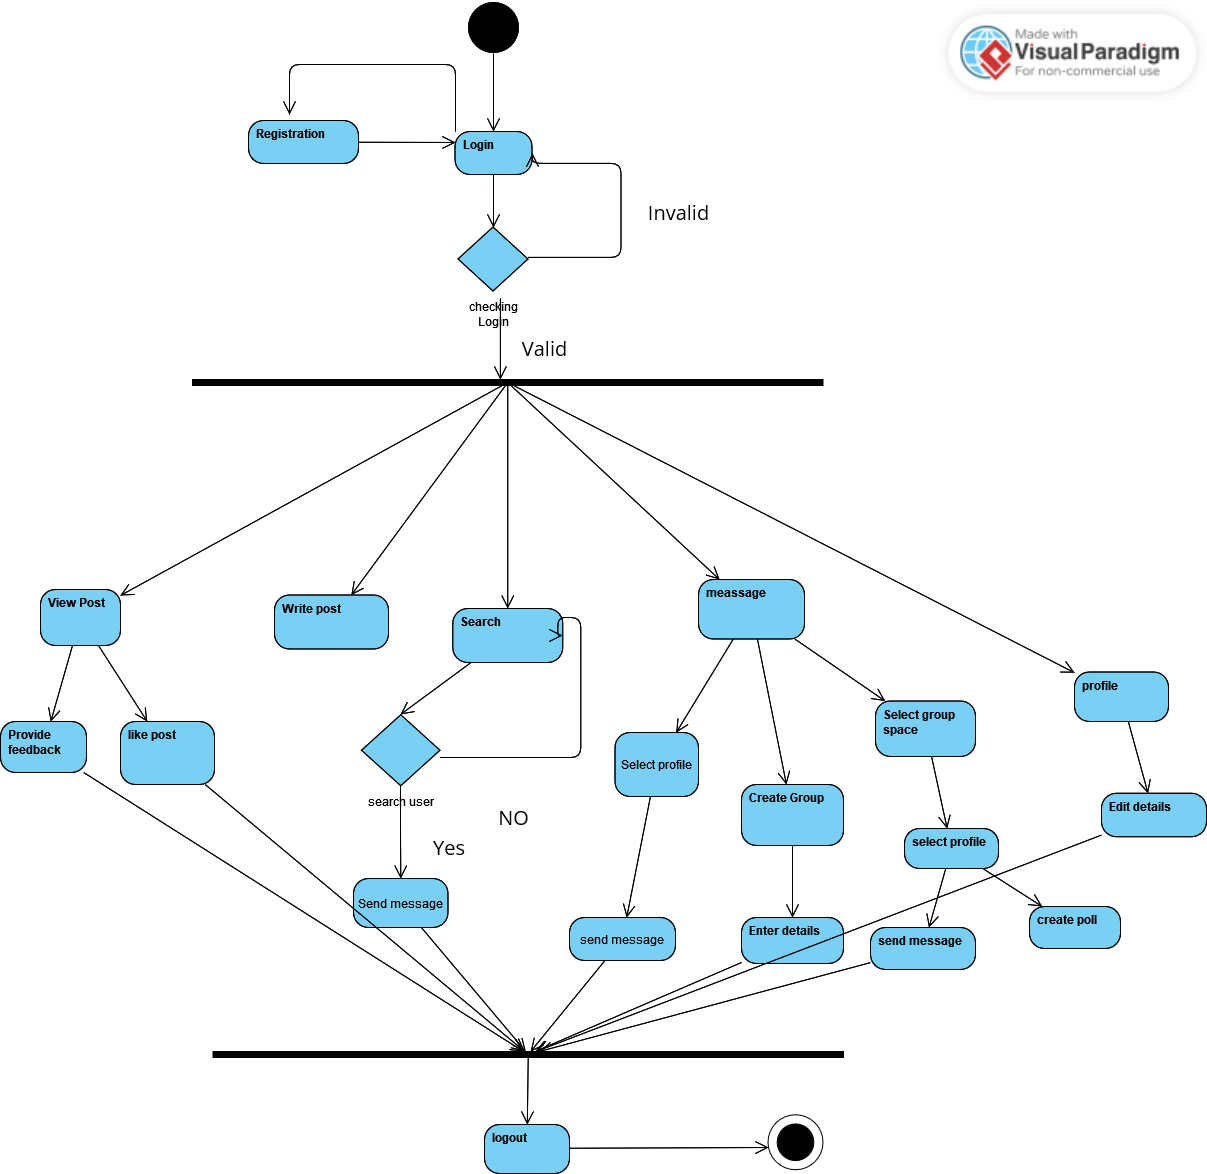 Made with
VisualParadigm
For non-commercial use
Registration
Login
Invalid
checking
Login
Valid
View Post
Write post
Search
meassage
profile
Provide
feedback
like post
Select profile
Select group
space
search user
NO
Yes
Create Group
Edit details
select profile
Send message
send message
Enter details
send message
create poll
logout